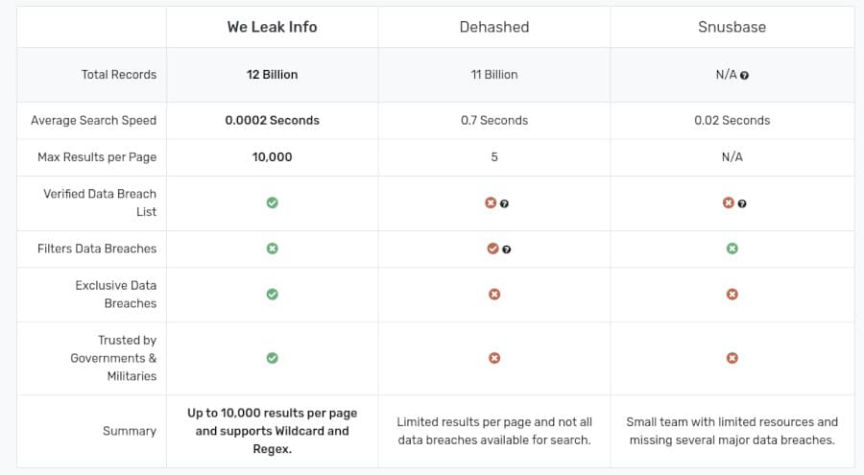 We Leak Info Dehashed Snusbase
Total Records 12 Billion 11 Billion N/A ?
Average Search Speed 0.0002 Seconds 0.7 Seconds 0.02 Seconds
Max Results per Page 10,000 5 N/A
Verified Data Breach
List ? ?
Filters Data Breaches ?
Exclusive Data
Breaches
Trusted by
Governments &
Militaries
Summary
Up to 10,000 results per page
and supports Wildcard and
Regex.
Limited results per page and not all
data breaches available for search.
Small team with limited resources and
missing several major data breaches.